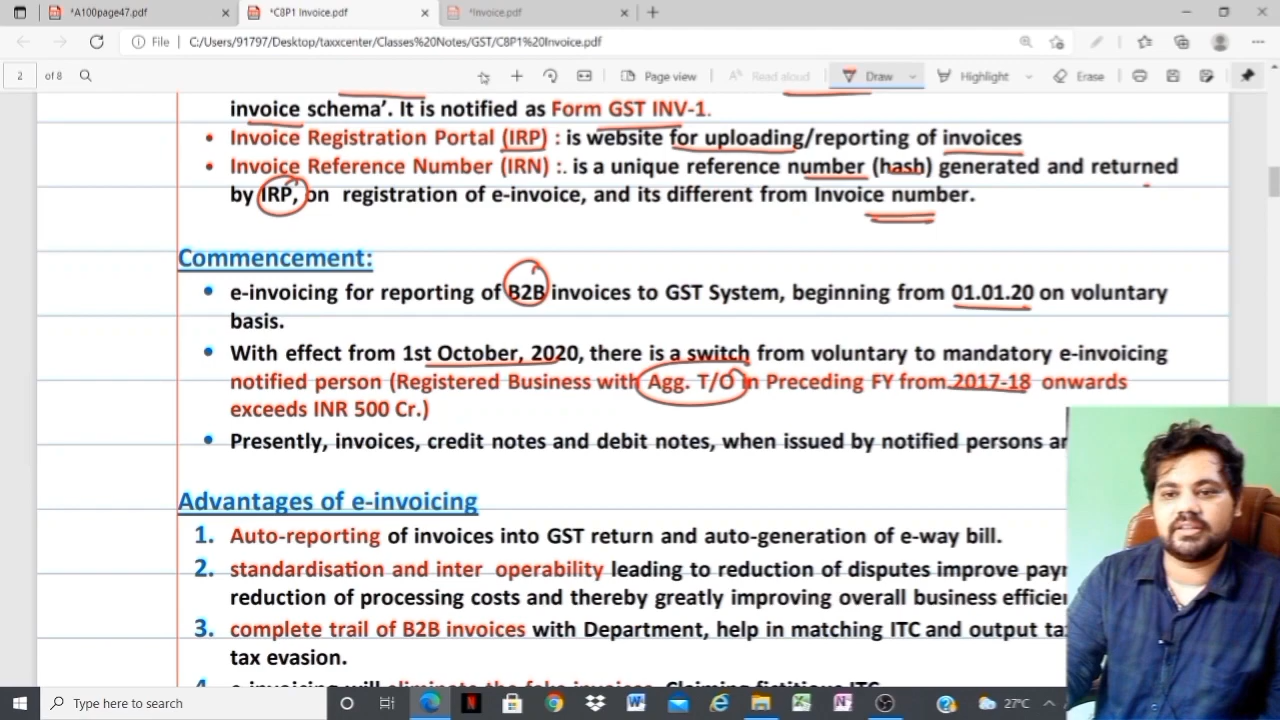 *A100page47.pdf
*C8P1 Invoice.pdf
*Invoice.pdf
File
C:/Users/91797/Desktop/taxxcenter/Classes%20Notes/GST/C8P1%20Invoice.pdf
2 of 8
Page view
Read aloud
Draw
Highlight
Erase
invoice schema’. It is notified as Form GST INV-1.
• Invoice Registration Portal (IRP) : is website for uploading/reporting of invoices
• Invoice Reference Number (IRN) :. is a unique reference number (hash) generated and returned
by IRP, on registration of e-invoice, and its different from Invoice number.
Commencement:
• e-invoicing for reporting of B2B invoices to GST System, beginning from 01.01.20 on voluntary
basis.
• With effect from 1st October, 2020, there is a switch from voluntary to mandatory e-invoicing
notified person (Registered Business with Agg. T/O in Preceding FY from 2017-18 onwards
exceeds INR 500 Cr.)
• Presently, invoices, credit notes and debit notes, when issued by notified persons
Advantages of e-invoicing
1. Auto-reporting of invoices into GST return and auto-generation of e-way bill.
2. standardisation and inter operability leading to reduction of disputes improve
reduction of processing costs and thereby greatly improving overall business
3. complete trail of B2B invoices with Department, help in matching ITC and output
tax evasion.
4. e-invoicing will eliminate the fake invoices. Claiming fictitious ITC
Type here to search
27°C